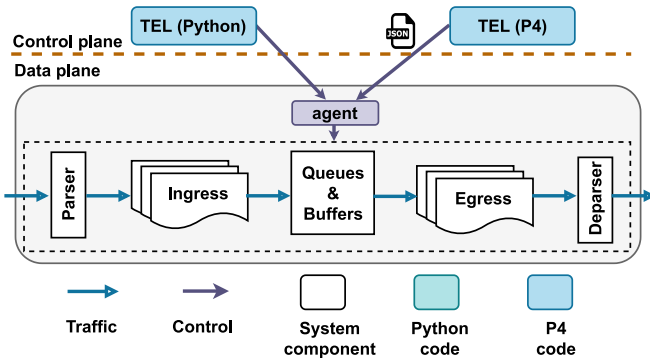 TEL (Python)
TEL (P4)
JSON
Control plane
Data plane
agent
Parser
Ingress
Queues
&
Buffers
Egress
Deparser
Traffic
Control
System
component
Python
code
P4
code